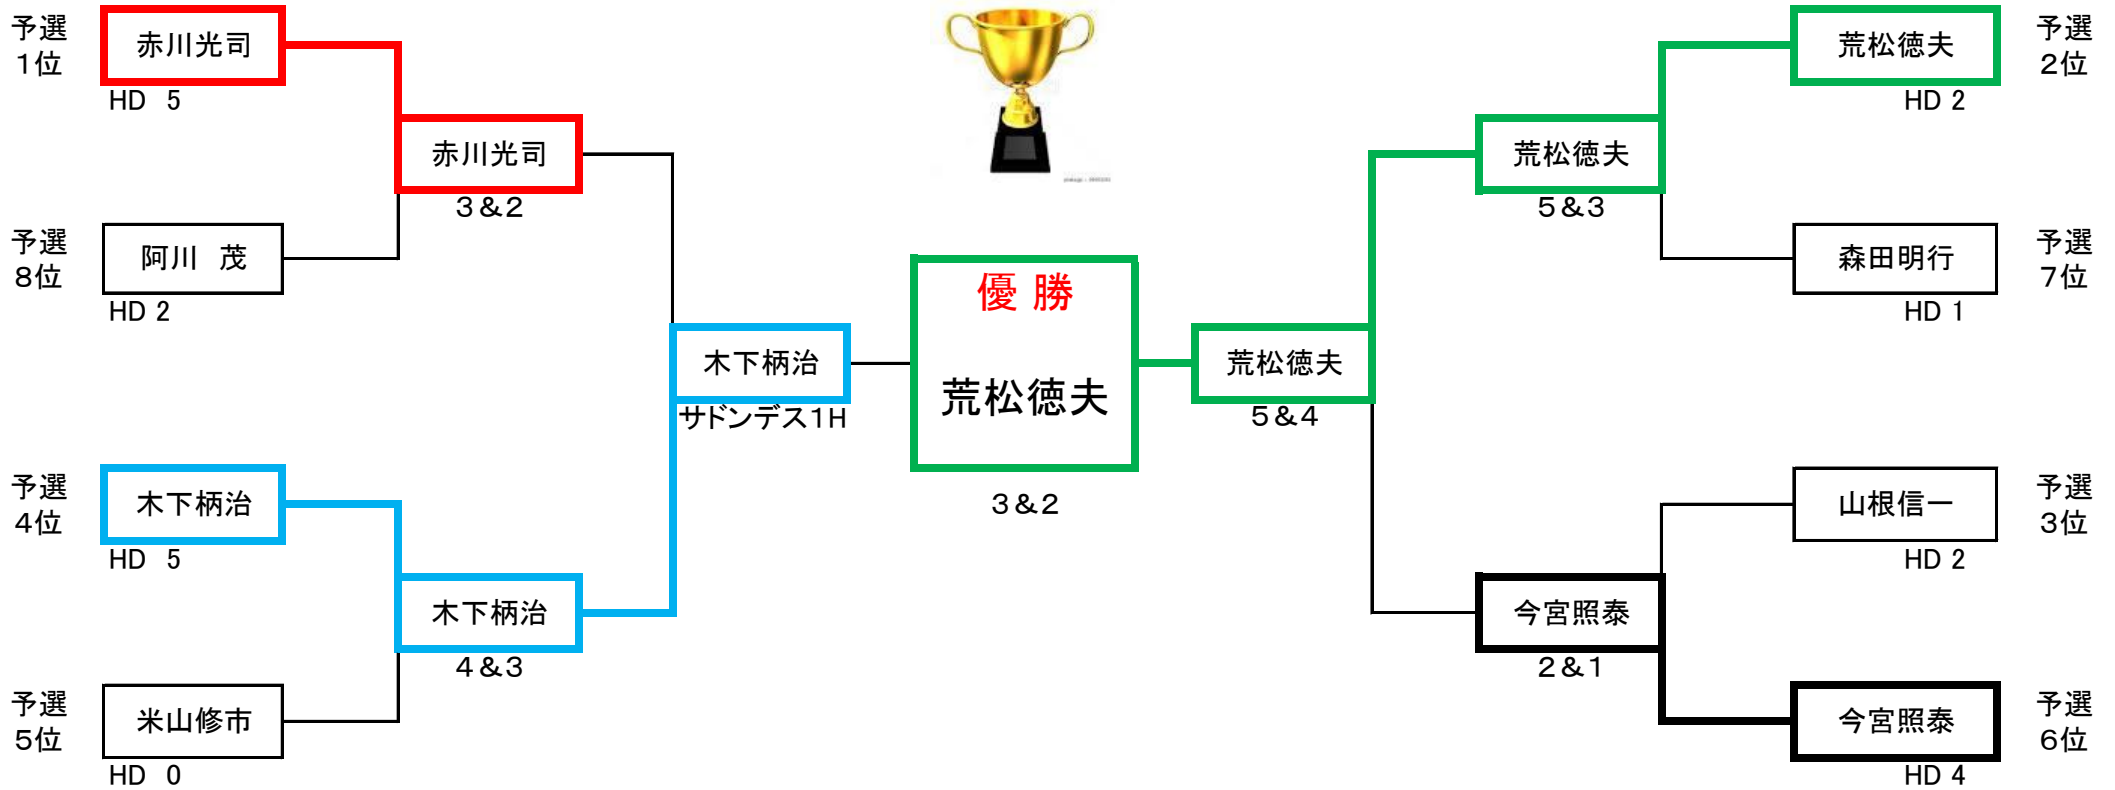 予選
1位
赤川光司
HD 5
赤川光司
3&2
予選
8位
阿川 茂
HD 2
木下柄治
サドンデス1H
予選
4位
木下柄治
HD 5
木下柄治
4&3
予選
5位
米山修市
HD 0
優 勝
荒松徳夫
3&2
荒松徳夫
5&4
荒松徳夫
5&3
荒松徳夫
HD 2
予選
2位
森田明行
HD 1
予選
7位
山根信一
HD 2
予選
3位
今宮照泰
2&1
今宮照泰
HD 4
予選
6位